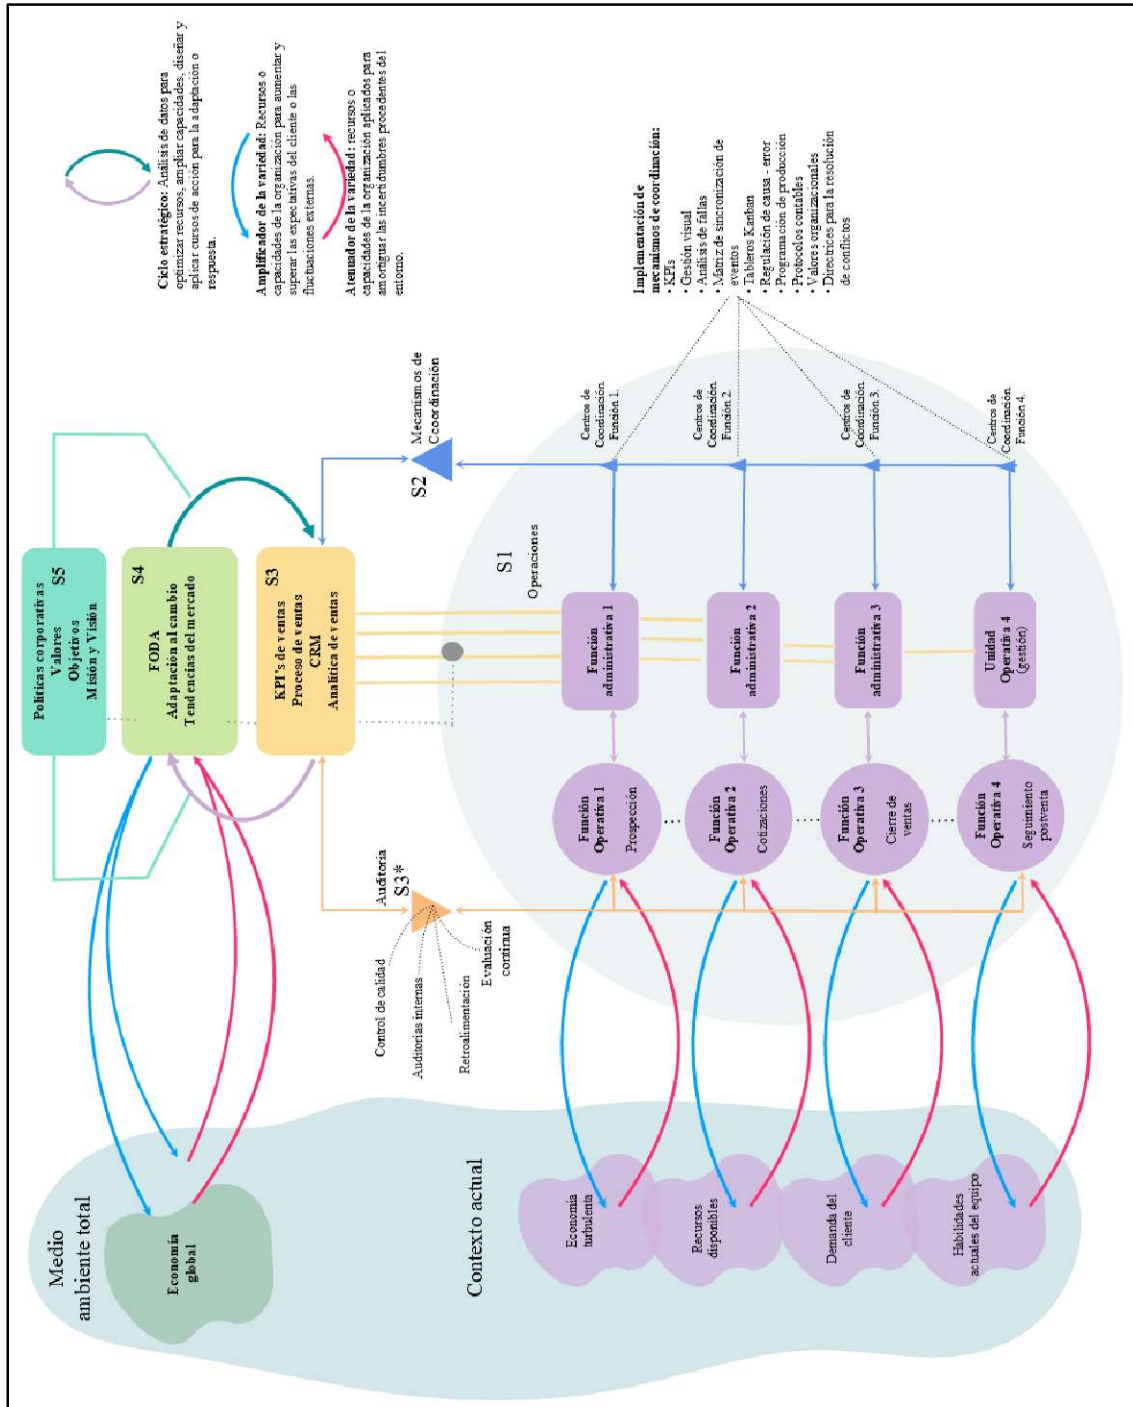 Medio
ambiente total
Economía
global
Contexto actual
Economía
turbulenta
Recursos
disponibles
Demanda del
cliente
Habilidades
actuales del equipo
Políticas corporativas
Valores
Objetivos
Misión y Visión
S5
FODA
Adaptación al cambio
Tendencias del mercado
S4
KPI's de ventas
Proceso de ventas
CRM
Analítica de ventas
S3
Auditoría
S3*
Control de calidad
Auditorías internas
Retroalimentación
Evaluación
continua
S2
Mecanismos de
Coordinación
S1
Operaciones
Función
Operativa 1
Prospección
Función
Operativa 2
Cotizaciones
Función
Operativa 3
Cierre de
ventas
Función
Operativa 4
Seguimiento
postventa
Función
administrativa 1
Función
administrativa 2
Función
administrativa 3
Unidad
Operativa 4
(gestión)
Centros de
Coordinación
Función 1.
Centros de
Coordinación
Función 2.
Centros de
Coordinación
Función 3.
Centros de
Coordinación
Función 4.
Ciclo estratégico: Análisis de datos para
optimizar recursos, ampliar capacidades, diseñar y
aplicar cursos de acción para la adaptación o
respuesta.
Amplificador de la variedad: Recursos o
capacidades de la organización para aumentar y
superar las expectativas del cliente o las
fluctuaciones externas.
Atenuador de la variedad: recursos o
capacidades de la organización aplicados para
amortiguar las incertidumbres procedentes del
entorno.
Implementación de
mecanismos de coordinación:
• KPIs
• Gestión visual
• Análisis de fallas
• Matriz de sincronización de
eventos
• Tableros Kanban
• Regulación de causa - error
• Programación de producción
• Protocolos contables
• Valores organizacionales
• Directrices para la resolución
de conflictos